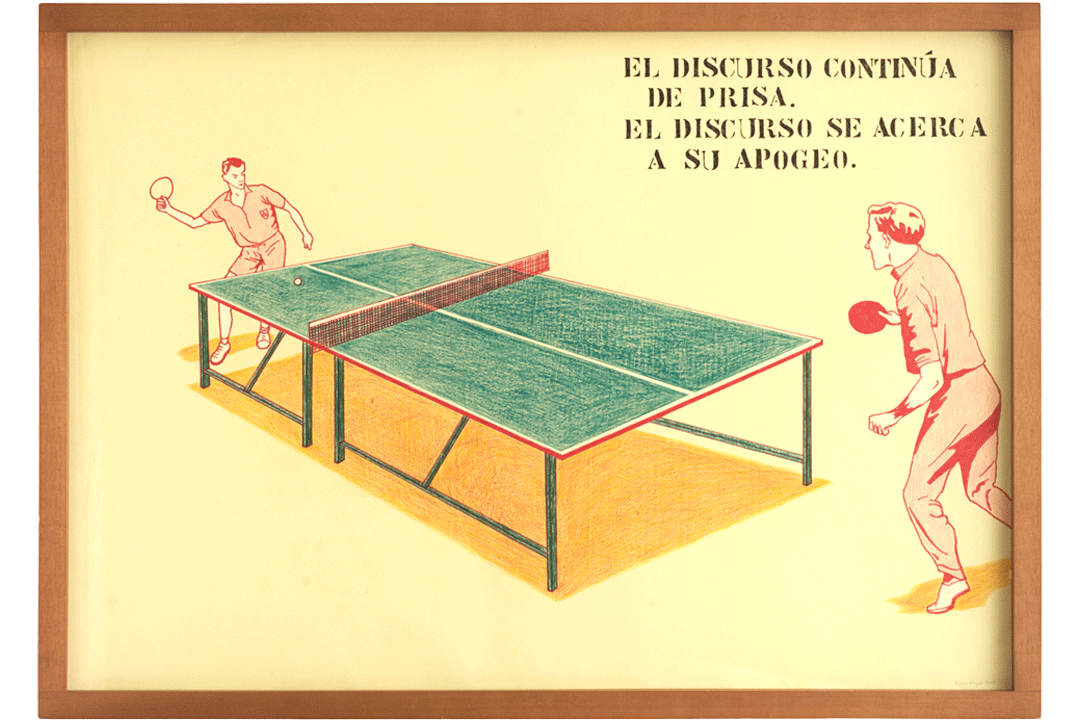 EL DISCURSO CONTINÚA
DE PRISA.
EL DISCURSO SE ACERCA
A SU APOGEO.